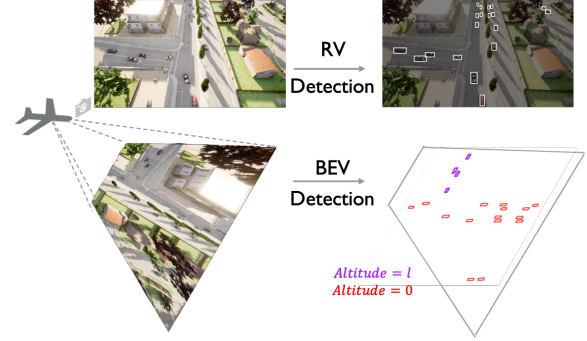 RV
Detection
BEV
Detection
Altitude = l
Altitude = 0